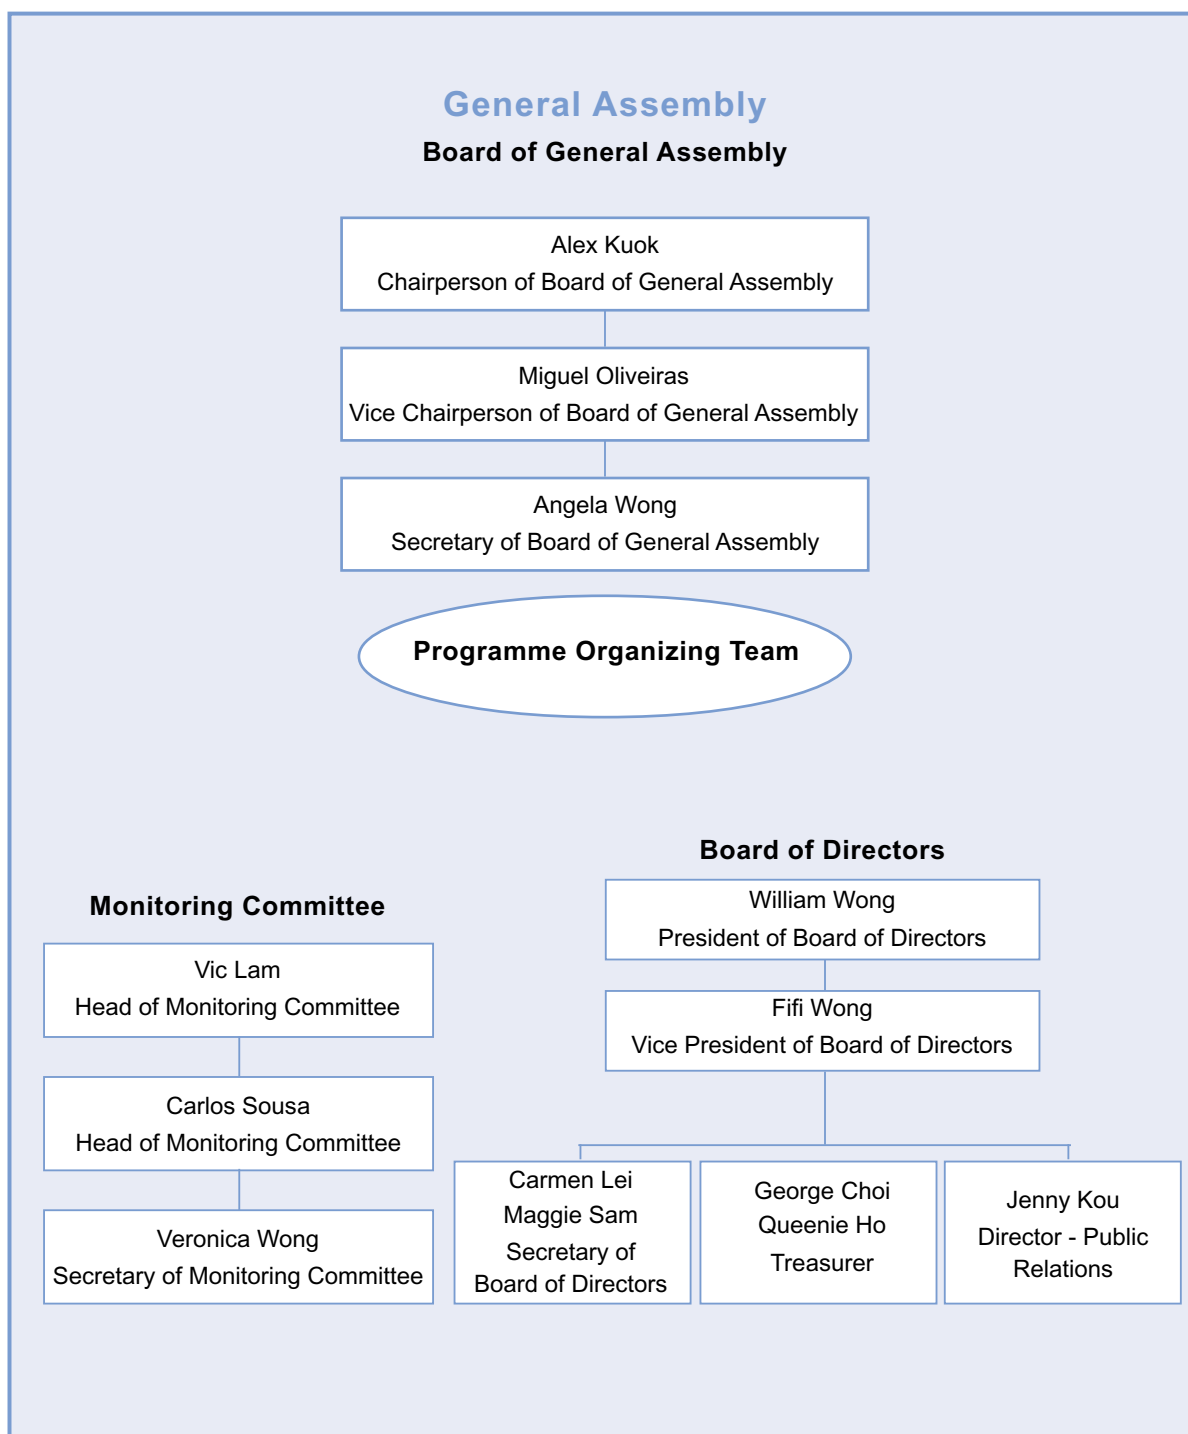 General Assembly
Board of General Assembly
Alex Kuok
Chairperson of Board of General Assembly
Miguel Oliveiras
Vice Chairperson of Board of General Assembly
Angela Wong
Secretary of Board of General Assembly
Programme Organizing Team
Monitoring Committee
Vic Lam
Head of Monitoring Committee
Carlos Sousa
Head of Monitoring Committee
Veronica Wong
Secretary of Monitoring Committee
Board of Directors
William Wong
President of Board of Directors
Fifi Wong
Vice President of Board of Directors
Carmen Lei
Maggie Sam
Secretary of
Board of Directors
George Choi
Queenie Ho
Treasurer
Jenny Kou
Director - Public
Relations